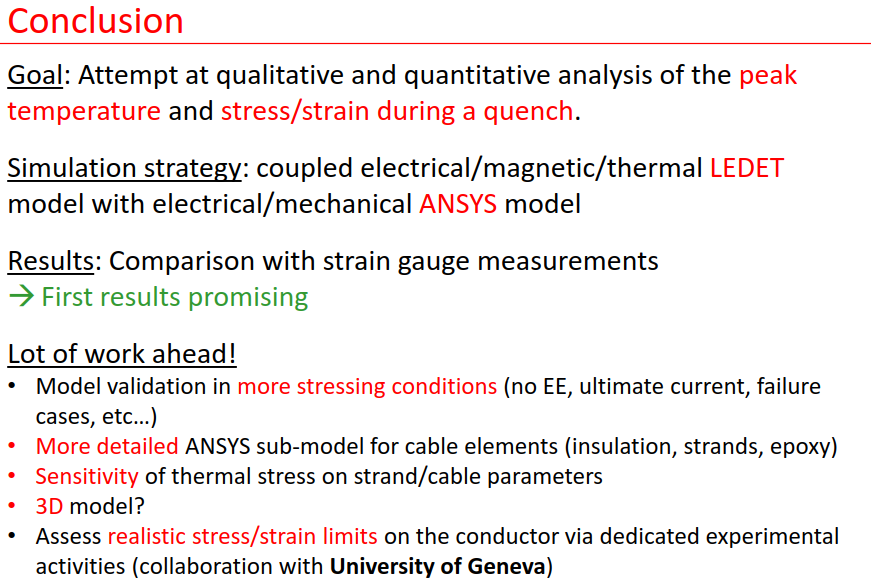 Conclusion
Goal: Attempt at qualitative and quantitative analysis of the peak
temperature and stress/strain during a quench.
Simulation strategy: coupled electrical/magnetic/thermal LEDET
model with electrical/mechanical ANSYS model
Results: Comparison with strain gauge measurements
→ First results promising
Lot of work ahead!
• Model validation in more stressing conditions (no EE, ultimate current, failure
cases, etc…)
• More detailed ANSYS sub-model for cable elements (insulation, strands, epoxy)
• Sensitivity of thermal stress on strand/cable parameters
• 3D model?
• Assess realistic stress/strain limits on the conductor via dedicated experimental
activities (collaboration with University of Geneva)